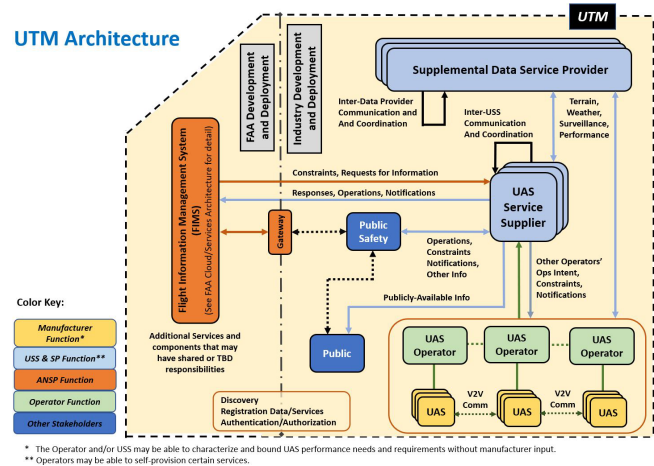 UTM Architecture
UTM
FAA Development
and Deployment
Industry Development
and Deployment
Supplemental Data Service Provider
Inter-Data Provider
Communication and
And Coordination
Inter-USS
Communication
And Coordination
Terrain,
Weather,
Surveillance,
Performance
Flight Information Management System
(FIMS)
(See FAA Cloud/Services Architecture for detail)
Constraints, Requests for Information
Responses, Operations, Notifications
UAS
Service
Supplier
Gateway
Public
Safety
Operations,
Constraints
Notifications,
Other Info
Other Operators'
Ops Intent,
Constraints,
Notifications
Publicly-Available Info
Public
Additional Services and
components that may
have shared or TBD
responsibilities
Discovery
Registration Data/Services
Authentication/Authorization
UAS
Operator
UAS
Operator
UAS
Operator
UAS
V2V
Comm
UAS
V2V
Comm
UAS
Color Key:
Manufacturer
Function*
USS & SP Function**
ANSP Function
Operator Function
Other Stakeholders
* The Operator and/or USS may be able to characterize and bound UAS performance needs and requirements without manufacturer input.
** Operators may be able to self-provision certain services.